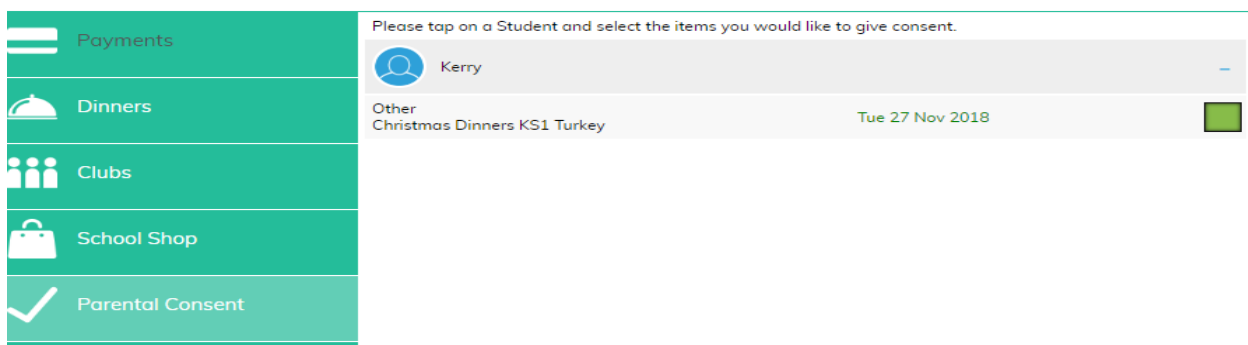 Payments
Dinners
Clubs
School Shop
Parental Consent
Please tap on a Student and select the items you would like to give consent.
Kerry
Other
Christmas Dinners KS1 Turkey
Tue 27 Nov 2018